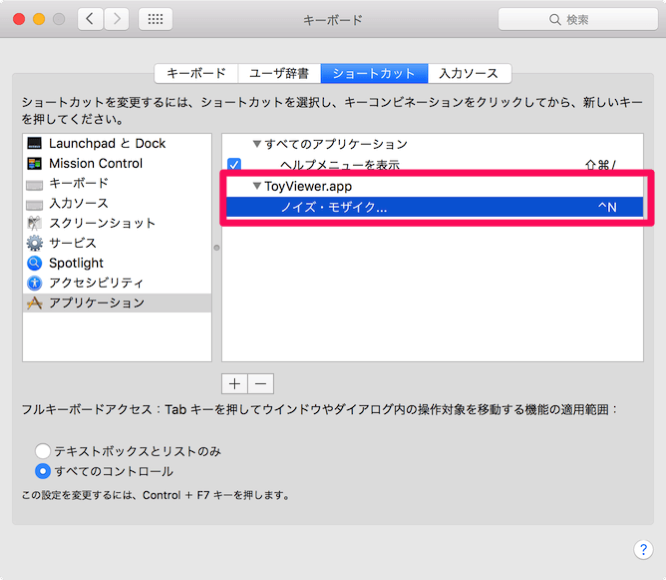 キーボード
検索
キーボード ユーザ辞書 ショートカット 入力ソース
ショートカットを変更するには、ショートカットを選択し、キーコンビネーションをクリックしてから、新しいキー
を押してください。
Launchpad と Dock
Mission Control
キーボード
入力ソース
スクリーンショット
サービス
Spotlight
アクセシビリティ
アプリケーション
▼すべてのアプリケーション
ヘルプメニューを表示 ⇧⌘/
▼ToyViewer.app
ノイズ・モザイク... ^N
+ −
フルキーボードアクセス：Tab キーを押してウインドウやダイアログ内の操作対象を移動する機能の適用範囲：
テキストボックスとリストのみ
すべてのコントロール
この設定を変更するには、Control + F7 キーを押します。
?